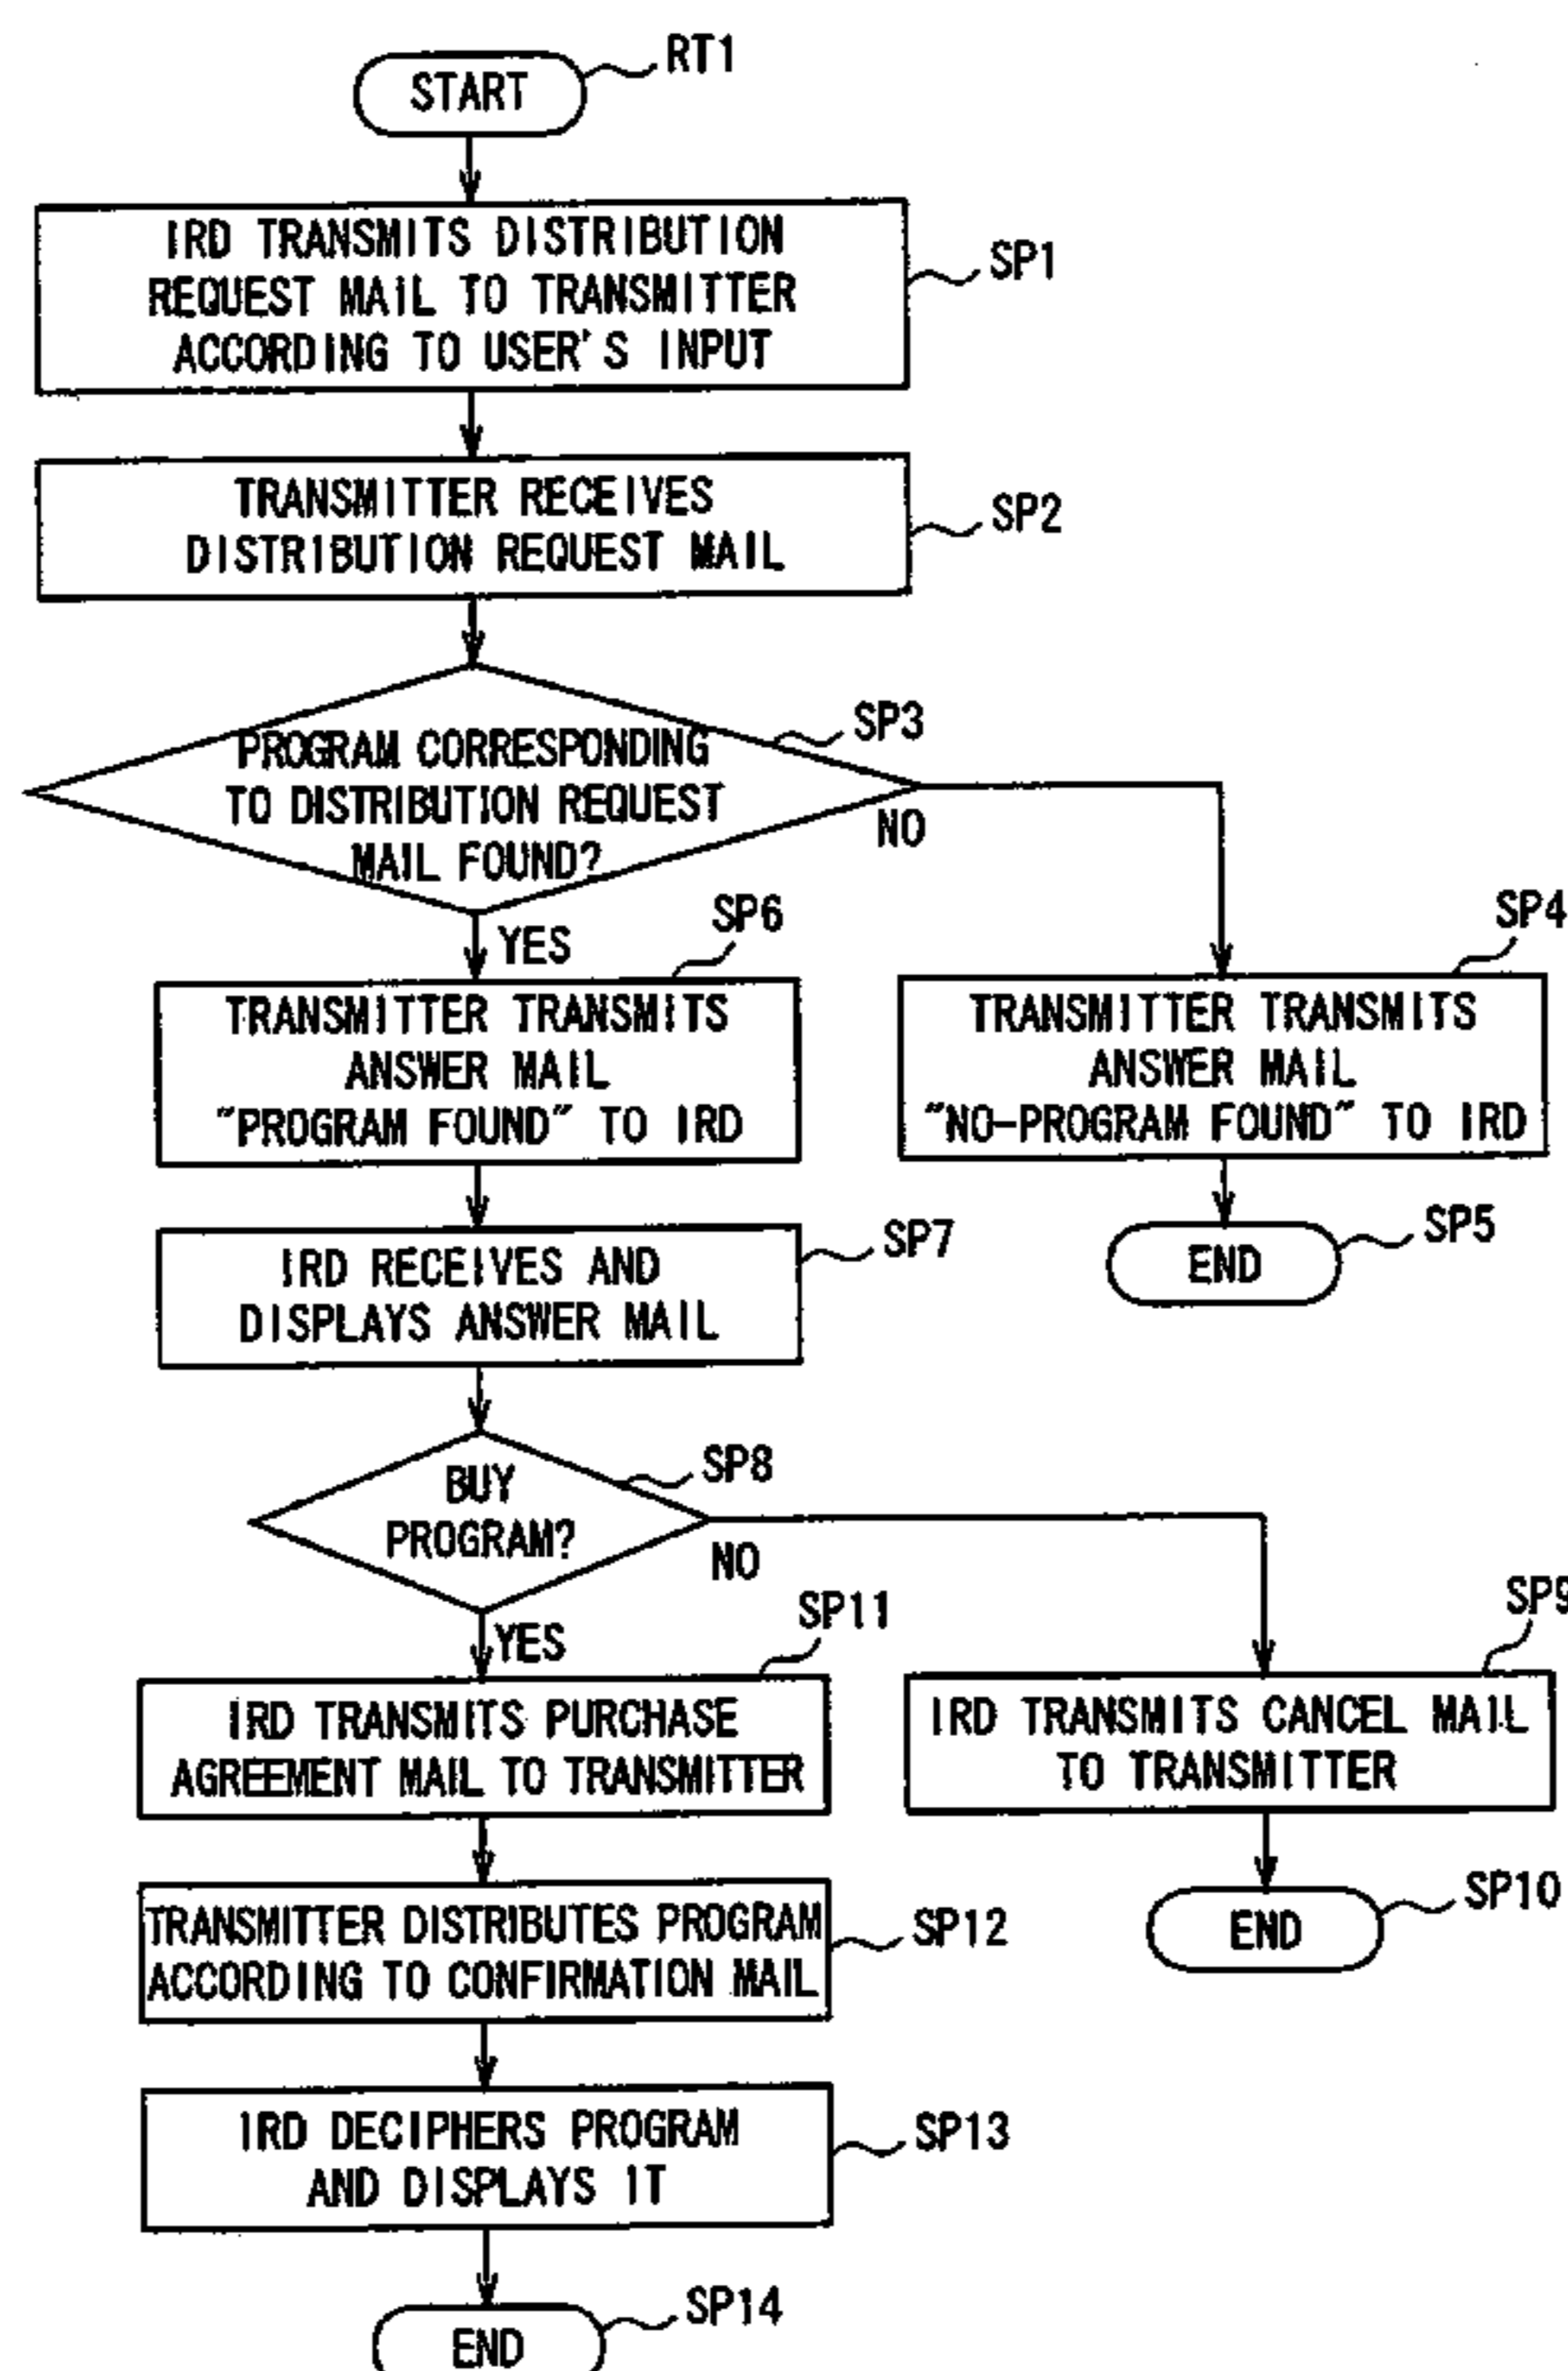 START
RT1
IRD TRANSMITS DISTRIBUTION
REQUEST MAIL TO TRANSMITTER
ACCORDING TO USER'S INPUT
SP1
TRANSMITTER RECEIVES
DISTRIBUTION REQUEST MAIL
SP2
PROGRAM CORRESPONDING
TO DISTRIBUTION REQUEST
MAIL FOUND?
SP3
NO
YES
SP6
TRANSMITTER TRANSMITS
ANSWER MAIL
"PROGRAM FOUND" TO IRD
SP4
TRANSMITTER TRANSMITS
ANSWER MAIL
"NO-PROGRAM FOUND" TO IRD
IRD RECEIVES AND
DISPLAYS ANSWER MAIL
SP7
END
SP5
BUY
PROGRAM?
SP8
NO
YES
SP11
IRD TRANSMITS PURCHASE
AGREEMENT MAIL TO TRANSMITTER
SP9
IRD TRANSMITS CANCEL MAIL
TO TRANSMITTER
TRANSMITTER DISTRIBUTES PROGRAM
ACCORDING TO CONFIRMATION MAIL
SP12
END
SP10
IRD DECIPHERS PROGRAM
AND DISPLAYS IT
SP13
END
SP14